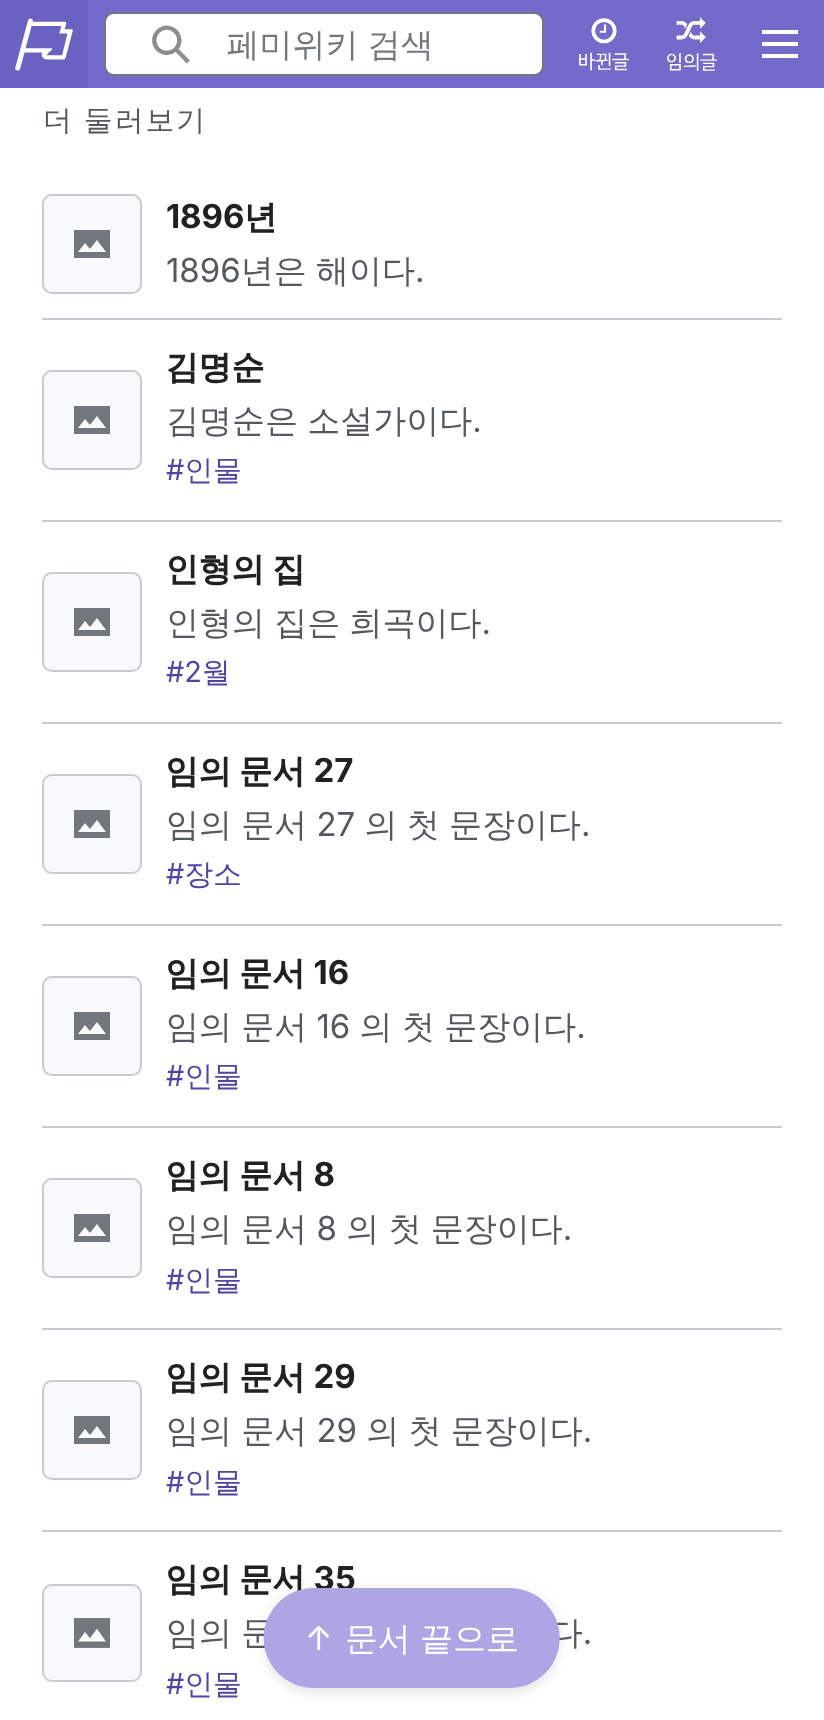 페미위키 검색
바뀐글
임의글
더 둘러보기
1896년
1896년은 해이다.
김명순
김명순은 소설가이다.
#인물
인형의 집
인형의 집은 희곡이다.
#2월
임의 문서 27
임의 문서 27 의 첫 문장이다.
#장소
임의 문서 16
임의 문서 16 의 첫 문장이다.
#인물
임의 문서 8
임의 문서 8 의 첫 문장이다.
#인물
임의 문서 29
임의 문서 29 의 첫 문장이다.
#인물
임의 문서 35
임의
↑ 문서 끝으로
#인물